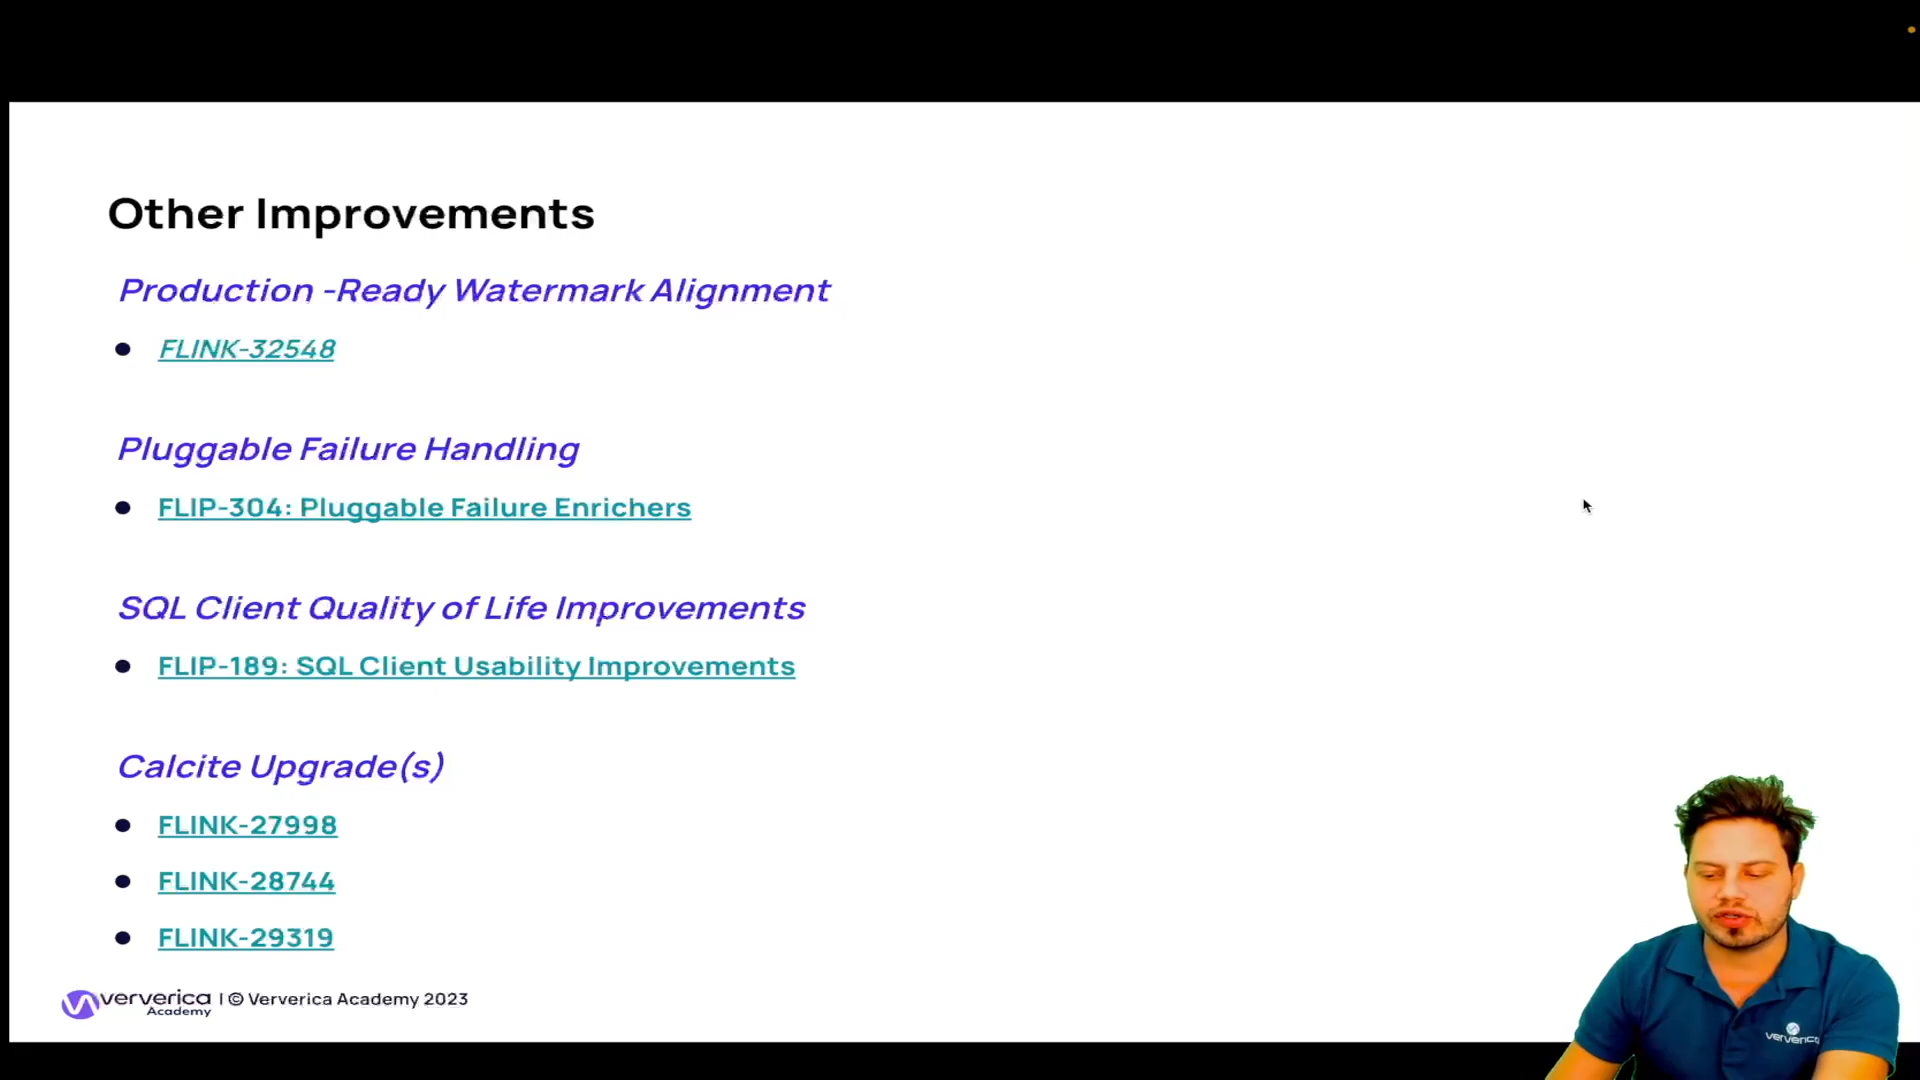 Other Improvements
Production -Ready Watermark Alignment
FLINK-32548
Pluggable Failure Handling
FLIP-304: Pluggable Failure Enrichers
SQL Client Quality of Life Improvements
FLIP-189: SQL Client Usability Improvements
Calcite Upgrade(s)
FLINK-27998
FLINK-28744
FLINK-29319
ververica Academy | © Ververica Academy 2023
ververica